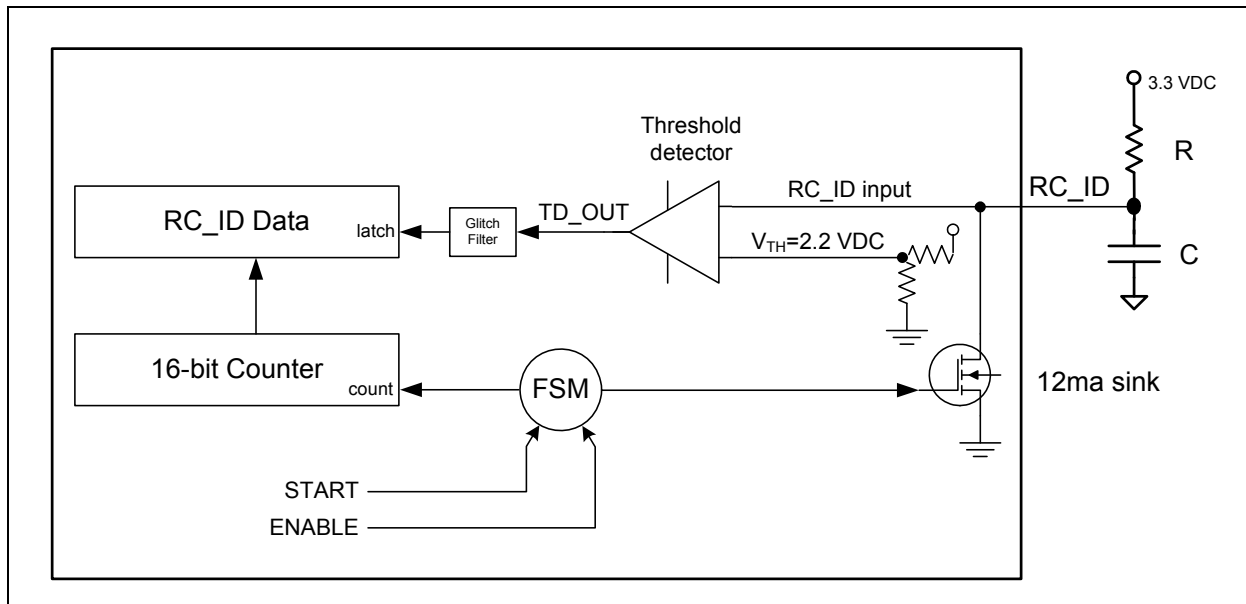 3.3 VDC
R
RC_ID
C
Threshold
detector
RC_ID input
V_TH=2.2 VDC
TD_OUT
Glitch
Filter
RC_ID Data
latch
16-bit Counter
count
FSM
12ma sink
START
ENABLE